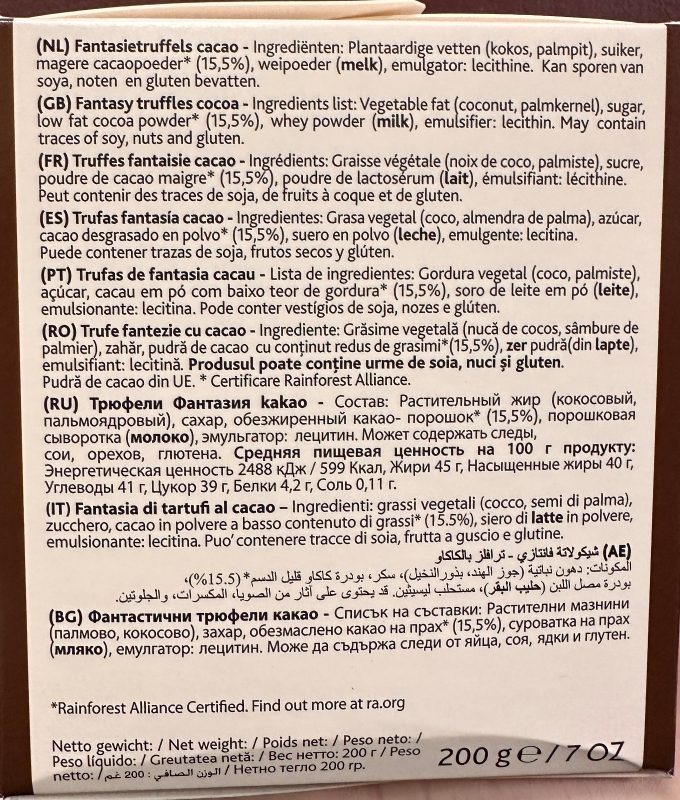 (NL) Fantasietruffels cacao - Ingrediënten: Plantaardige vetten (kokos, palmpit), suiker,
magere cacaopoeder* (15,5%), weipoeder (melk), emulgator: lecithine. Kan sporen van
soya, noten en gluten bevatten.
(GB) Fantasy truffles cocoa - Ingredients list: Vegetable fat (coconut, palmkernel), sugar,
low fat cocoa powder* (15,5%), whey powder (milk), emulsifier: lecithin. May contain
traces of soy, nuts and gluten.
(FR) Truffes fantaisie cacao - Ingrédients: Graisse végétale (noix de coco, palmiste), sucre,
poudre de cacao maigre* (15,5%), poudre de lactosérum (lait), émulsifiant: lécithine.
Peut contenir des traces de soja, de fruits à coque et de gluten.
(ES) Trufas fantasía cacao - Ingredientes: Grasa vegetal (coco, almendra de palma), azúcar,
cacao desgrasado en polvo* (15,5%), suero en polvo (leche), emulgente: lecitina.
Puede contener trazas de soja, frutos secos y glúten.
(PT) Trufas de fantasia cacau - Lista de ingredientes: Gordura vegetal (coco, palmiste),
açúcar, cacau em pó com baixo teor de gordura* (15,5%), soro de leite em pó (leite),
emulsionante: lecitina. Pode conter vestígios de soja, nozes e glúten.
(RO) Trufe fantezie cu cacao - Ingrediente: Grăsime vegetală (nucă de cocos, sâmbure de
palmier), zahăr, pudră de cacao cu conținut redus de grasimi*(15,5%), zer pudră(din lapte),
emulsifiant: lecitină. Produsul poate conține urme de soia, nuci și gluten.
Pudră de cacao din UE. * Certificare Rainforest Alliance.
(RU) Трюфели Фантазия kakao - Состав: Растительный жир (кокосовый,
пальмоядровый), сахар, обезжиренный какао- порошок* (15,5%), порошковая
сыворотка (молоко), эмульгатор: лецитин. Может содержать следы,
сои, орехов, глютена. Средняя пищевая ценность на 100 г продукту:
Энергетическая ценность 2488 кДж / 599 Ккал, Жири 45 г, Насыщенные жиры 40 г,
Углеводы 41 г, Цукор 39 г, Белки 4,2 г, Соль 0,11 г.
(IT) Fantasia di tartufi al cacao – Ingredienti: grassi vegetali (cocco, semi di palma),
zucchero, cacao in polvere a basso contenuto di grassi* (15.5%), siero di latte in polvere,
emulsionante: lecitina. Puo' contenere tracce di soia, frutta a guscio e glutine.
(AE) شيكولاتة فانتازي - ترافلز بالكاكاو
المكونات: دهون نباتية (جوز الهند، بذور النخيل)، سكر، بودرة كاكاو قليل الدسم* (15.5%)،
بودرة مصل اللبن (حليب البقر)، مستحلب ليسيثين. قد يحتوى على آثار من الصويا، المكسرات، والجلوتين.
(BG) Фантастични трюфели какао - Списък на съставки: Растителни мазнини
(палмово, кокосово), захар, обезмаслено какао на прах* (15,5%), суроватка на прах
(мляко), емулгатор: лецитин. Може да съдържа следи от яйца, соя, ядки и глутен.
*Rainforest Alliance Certified. Find out more at ra.org
Netto gewicht: / Net weight: / Poids net: / Peso neto: /
Peso líquido: / Greutatea netă: / Вес нетто: 200 г / Peso
netto: / الوزن الصافي : 200 غم / Нетно тегло 200 гр.
200 g ℮ / 7 OZ